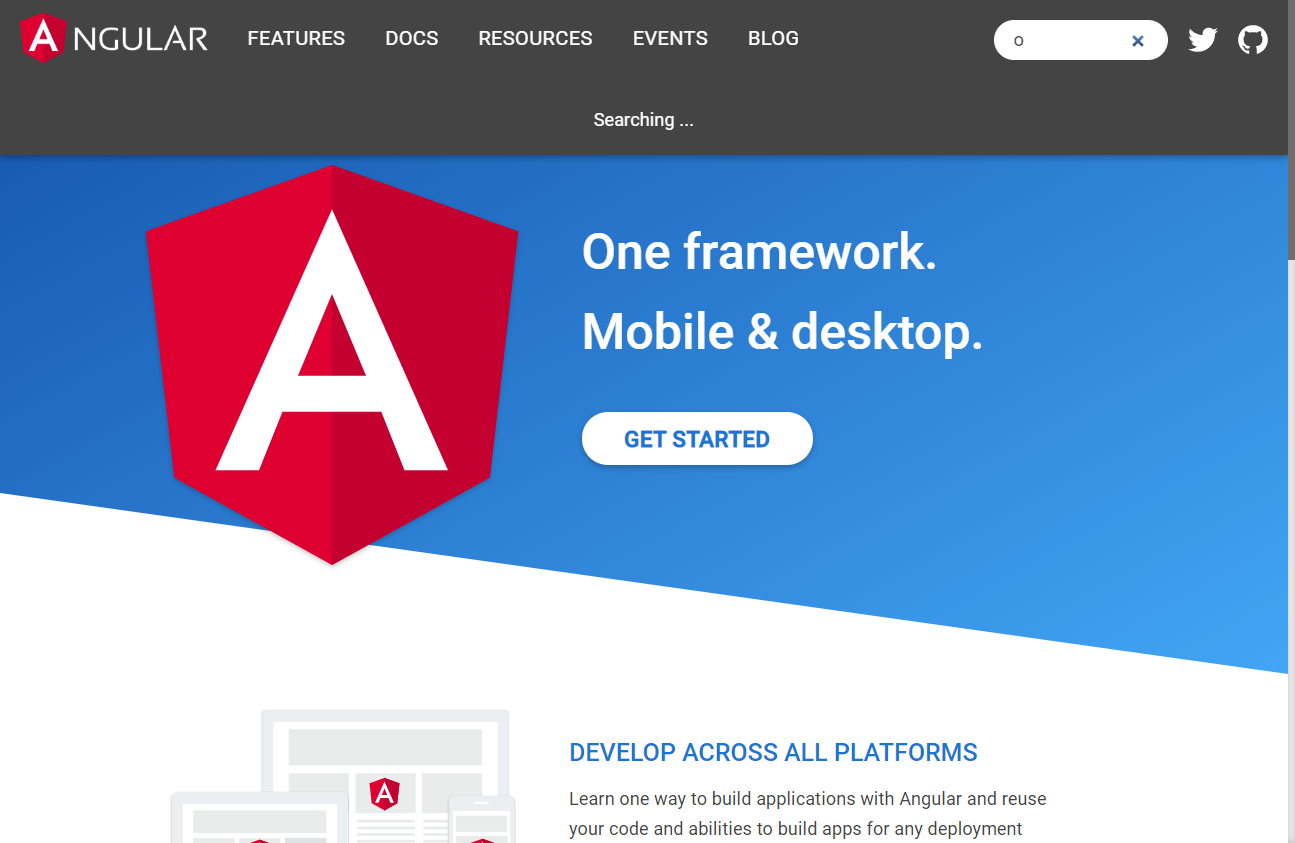 ANGULAR FEATURES DOCS RESOURCES EVENTS BLOG o
Searching ...
One framework.
Mobile & desktop.
GET STARTED
DEVELOP ACROSS ALL PLATFORMS
Learn one way to build applications with Angular and reuse
your code and abilities to build apps for any deployment